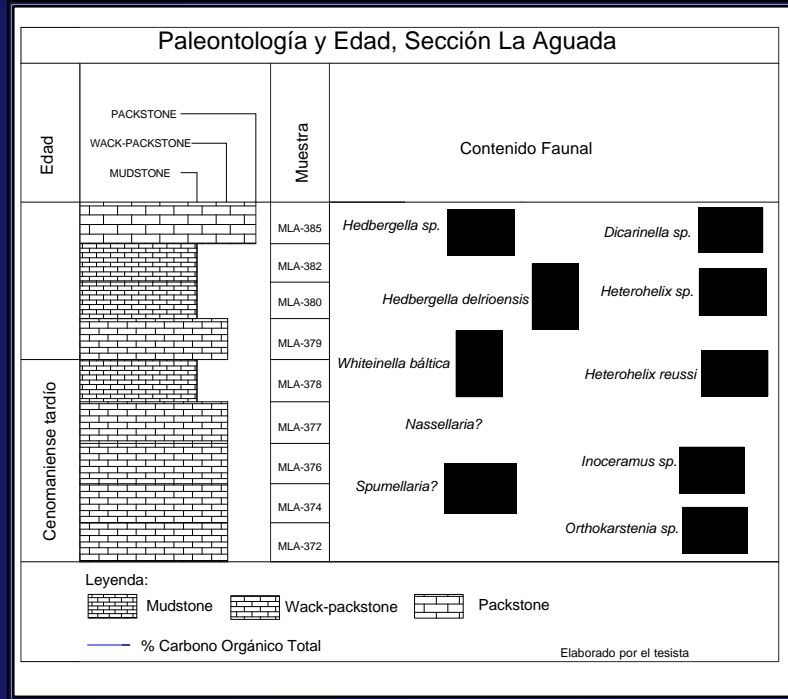 Paleontología y Edad, Sección La Aguada
Edad
PACKSTONE
WACK-PACKSTONE
MUDSTONE
Muestra
Contenido Faunal
MLA-385
Hedbergella sp.
Dicarinella sp.
MLA-382
MLA-380
Hedbergella delrioensis
Heterohelix sp.
MLA-379
Whiteinella báltica
Cenomaniense tardío
MLA-378
Heterohelix reussi
MLA-377
Nassellaria?
MLA-376
Inoceramus sp.
Spumellaria?
MLA-374
Orthokarstenia sp.
MLA-372
Leyenda:
Mudstone
Wack-packstone
Packstone
% Carbono Orgánico Total
Elaborado por el tesista